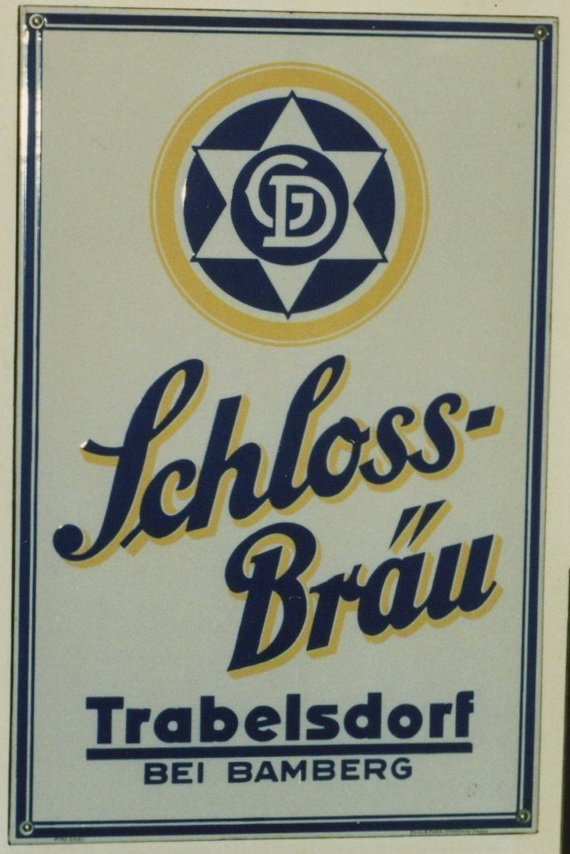 GD
Schloss-
Bräu
Trabelsdorf
BEI BAMBERG